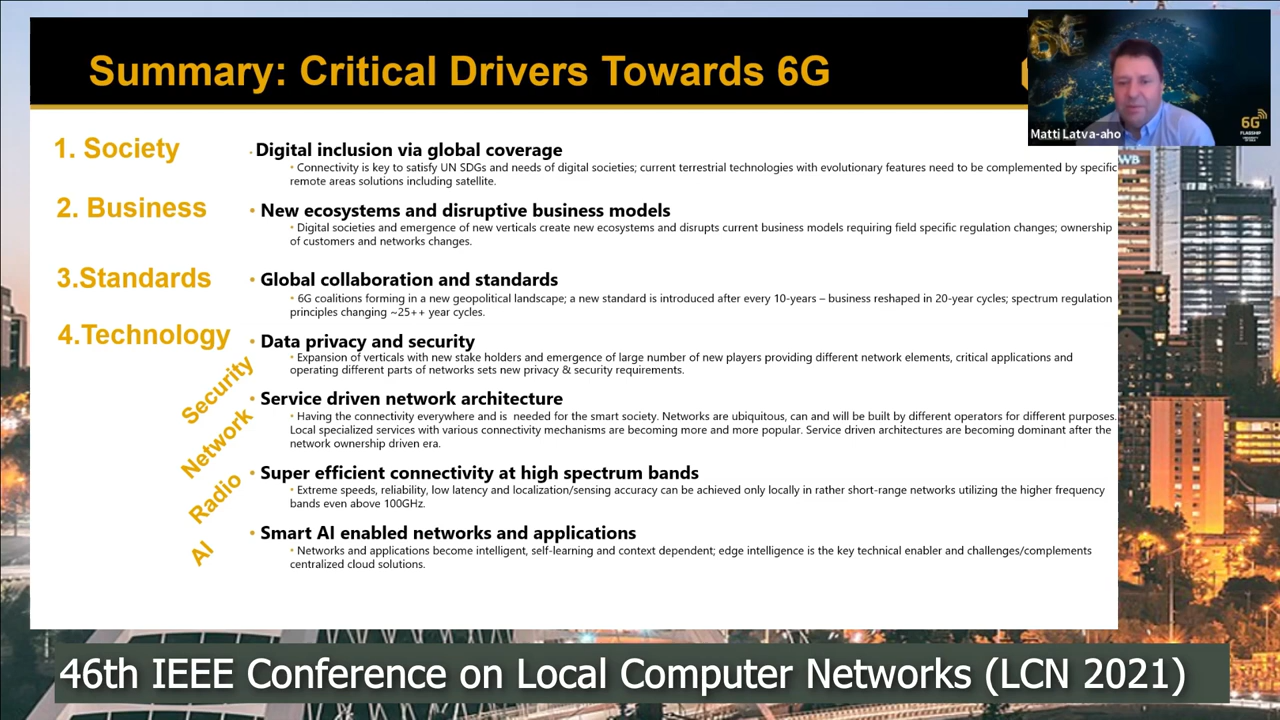 Summary: Critical Drivers Towards 6G
Matti Latva-aho
6G
FLAGSHIP
1. Society
· Digital inclusion via global coverage
• Connectivity is key to satisfy UN SDGs and needs of digital societies; current terrestrial technologies with evolutionary features need to be complemented by specific
remote areas solutions including satellite.
2. Business
• New ecosystems and disruptive business models
• Digital societies and emergence of new verticals create new ecosystems and disrupts current business models requiring field specific regulation changes; ownership
of customers and networks changes.
3.Standards
• Global collaboration and standards
• 6G coalitions forming in a new geopolitical landscape; a new standard is introduced after every 10-years – business reshaped in 20-year cycles; spectrum regulation
principles changing ~25++ year cycles.
4.Technology
Security
• Data privacy and security
• Expansion of verticals with new stake holders and emergence of large number of new players providing different network elements, critical applications and
operating different parts of networks sets new privacy & security requirements.
Network
• Service driven network architecture
• Having the connectivity everywhere and is needed for the smart society. Networks are ubiquitous, can and will be built by different operators for different purposes.
Local specialized services with various connectivity mechanisms are becoming more and more popular. Service driven architectures are becoming dominant after the
network ownership driven era.
Radio
• Super efficient connectivity at high spectrum bands
• Extreme speeds, reliability, low latency and localization/sensing accuracy can be achieved only locally in rather short-range networks utilizing the higher frequency
bands even above 100GHz.
AI
• Smart AI enabled networks and applications
• Networks and applications become intelligent, self-learning and context dependent; edge intelligence is the key technical enabler and challenges/complements
centralized cloud solutions.
46th IEEE Conference on Local Computer Networks (LCN 2021)